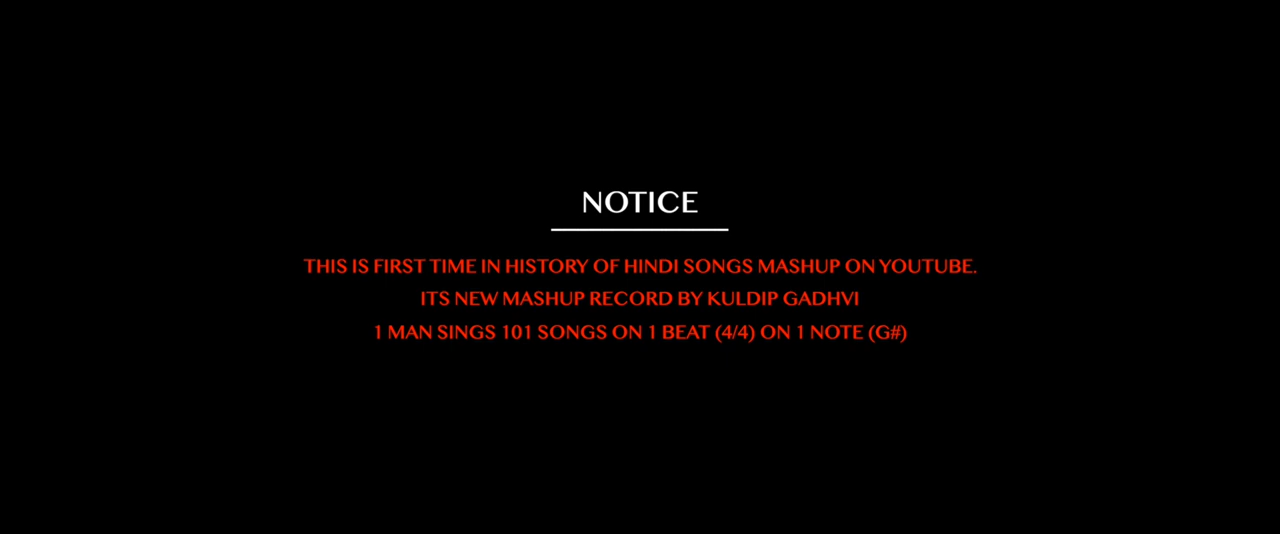 NOTICE
THIS IS FIRST TIME IN HISTORY OF HINDI SONGS MASHUP ON YOUTUBE.
ITS NEW MASHUP RECORD BY KULDIP GADHVI
1 MAN SINGS 101 SONGS ON 1 BEAT (4/4) ON 1 NOTE (G#)